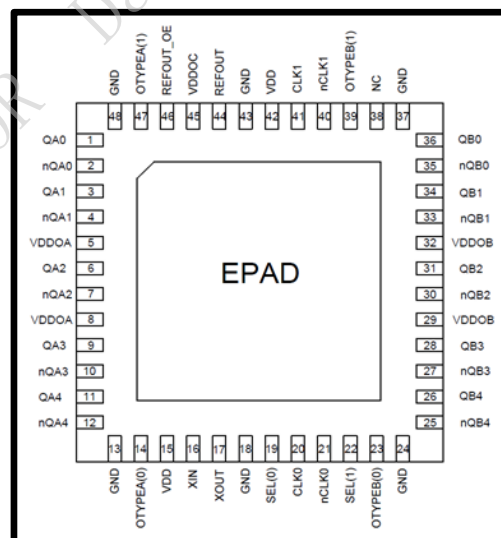 GND
OTYPEA(1)
REFOUT_OE
VDDOC
REFOUT
GND
VDD
CLK1
nCLK1
OTYPEB(1)
NC
GND
48 47 46 45 44 43 42 41 40 39 38 37
QA0 1 36 QB0
nQA0 2 35 nQB0
QA1 3 34 QB1
nQA1 4 33 nQB1
VDDOA 5 32 VDDOB
QA2 6 31 QB2
EPAD
nQA2 7 30 nQB2
VDDOA 8 29 VDDOB
QA3 9 28 QB3
nQA3 10 27 nQB3
QA4 11 26 QB4
nQA4 12 25 nQB4
13 14 15 16 17 18 19 20 21 22 23 24
GND
OTYPEA(0)
VDD
XIN
XOUT
GND
SEL(0)
CLK0
nCLK0
SEL(1)
OTYPEB(0)
GND